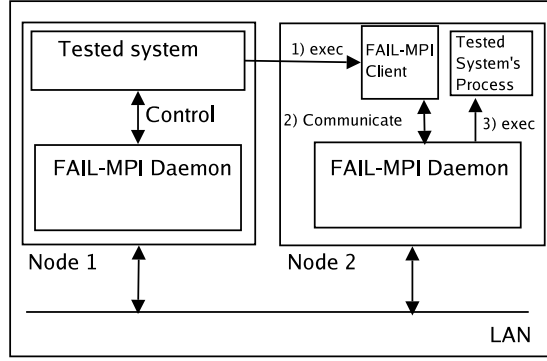 Tested system
Control
FAIL-MPI Daemon
Node 1
1) exec
FAIL-MPI
Client
Tested
System's
Process
2) Communicate
3) exec
FAIL-MPI Daemon
Node 2
LAN